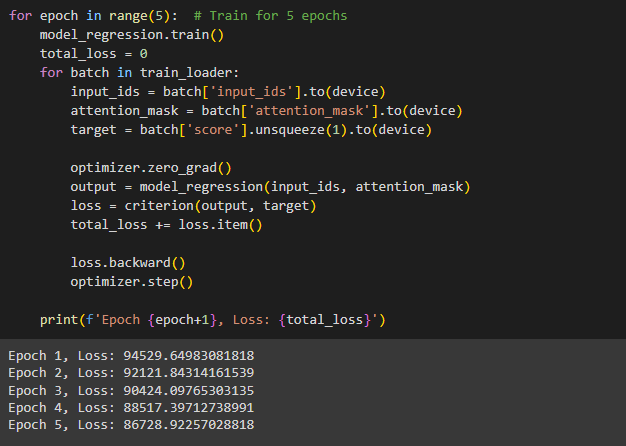 for epoch in range(5):  # Train for 5 epochs
    model_regression.train()
    total_loss = 0
    for batch in train_loader:
        input_ids = batch['input_ids'].to(device)
        attention_mask = batch['attention_mask'].to(device)
        target = batch['score'].unsqueeze(1).to(device)

        optimizer.zero_grad()
        output = model_regression(input_ids, attention_mask)
        loss = criterion(output, target)
        total_loss += loss.item()

        loss.backward()
        optimizer.step()

    print(f'Epoch {epoch+1}, Loss: {total_loss}')
Epoch 1, Loss: 94529.64983081818
Epoch 2, Loss: 92121.84314161539
Epoch 3, Loss: 90424.09765303135
Epoch 4, Loss: 88517.39712738991
Epoch 5, Loss: 86728.92257028818